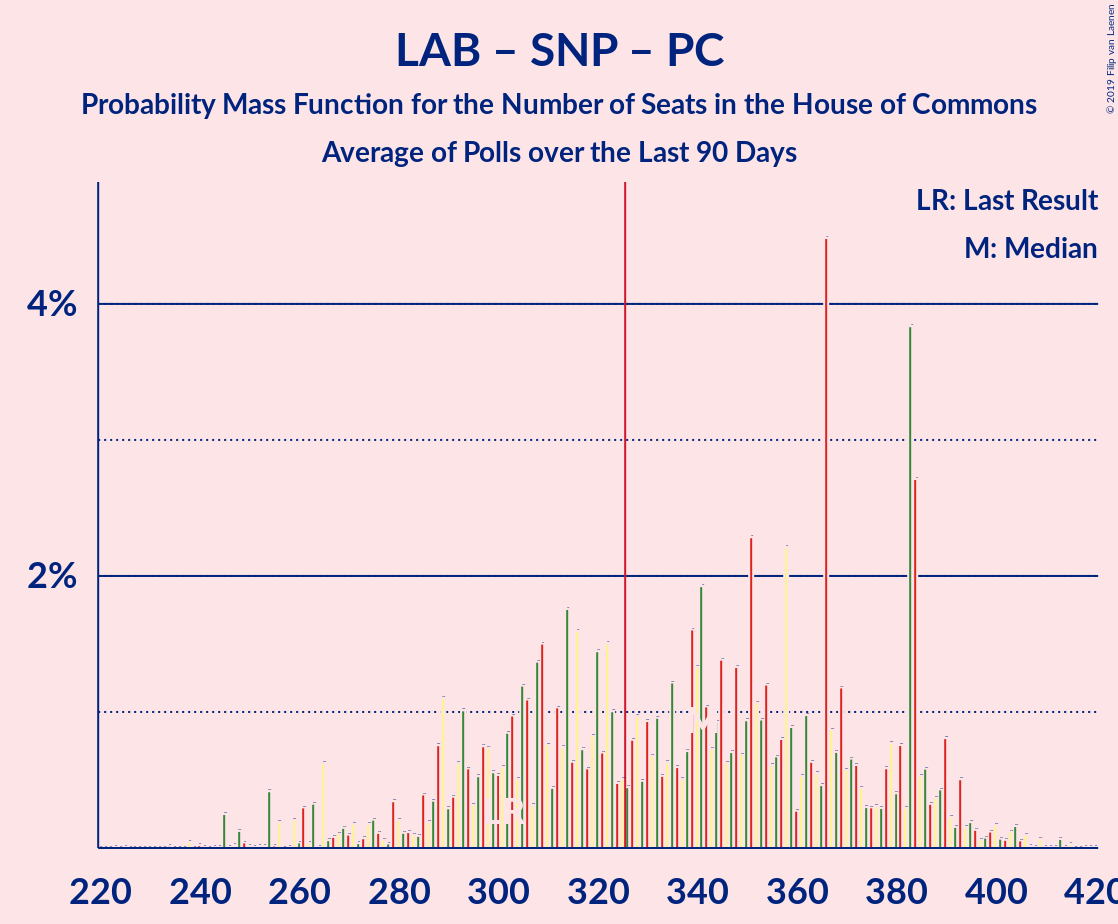 LAB – SNP – PC
Probability Mass Function for the Number of Seats in the House of Commons
Average of Polls over the Last 90 Days
© 2019 Filip van Laenen
LR: Last Result
M: Median
4%
2%
220 240 260 280 300 320 340 360 380 400 420